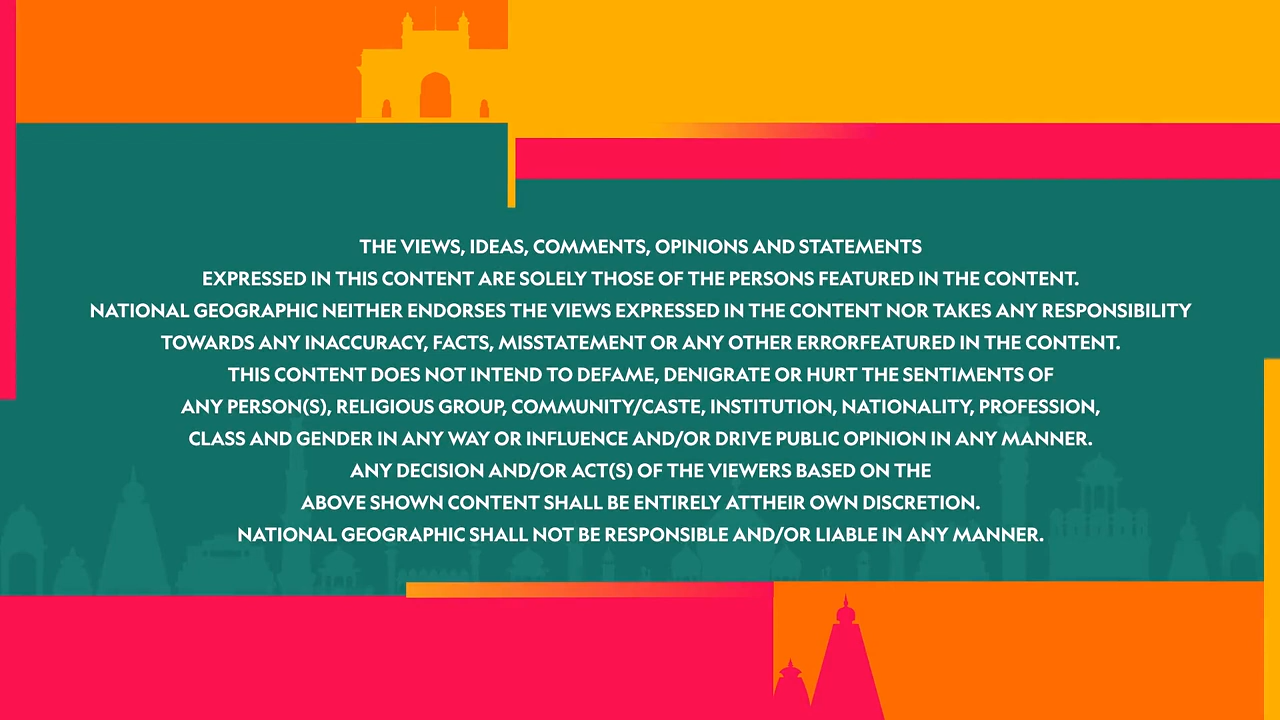 THE VIEWS, IDEAS, COMMENTS, OPINIONS AND STATEMENTS
EXPRESSED IN THIS CONTENT ARE SOLELY THOSE OF THE PERSONS FEATURED IN THE CONTENT.
NATIONAL GEOGRAPHIC NEITHER ENDORSES THE VIEWS EXPRESSED IN THE CONTENT NOR TAKES ANY RESPONSIBILITY
TOWARDS ANY INACCURACY, FACTS, MISSTATEMENT OR ANY OTHER ERRORFEATURED IN THE CONTENT.
THIS CONTENT DOES NOT INTEND TO DEFAME, DENIGRATE OR HURT THE SENTIMENTS OF
ANY PERSON(S), RELIGIOUS GROUP, COMMUNITY/CASTE, INSTITUTION, NATIONALITY, PROFESSION,
CLASS AND GENDER IN ANY WAY OR INFLUENCE AND/OR DRIVE PUBLIC OPINION IN ANY MANNER.
ANY DECISION AND/OR ACT(S) OF THE VIEWERS BASED ON THE
ABOVE SHOWN CONTENT SHALL BE ENTIRELY ATTHEIR OWN DISCRETION.
NATIONAL GEOGRAPHIC SHALL NOT BE RESPONSIBLE AND/OR LIABLE IN ANY MANNER.